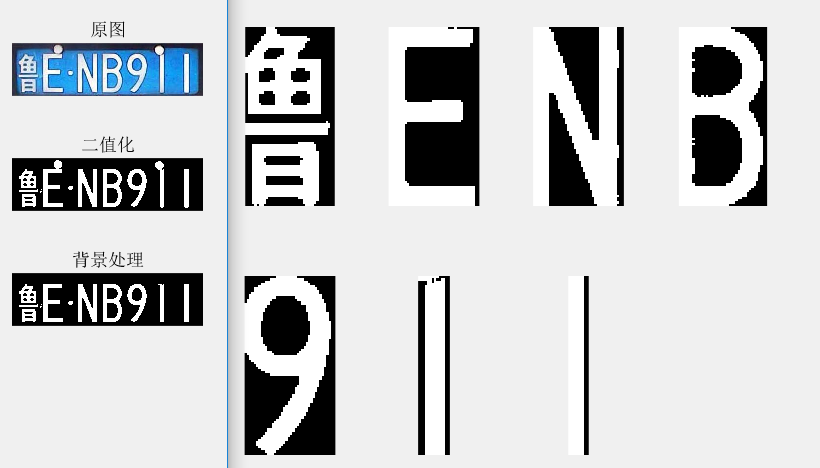 原图
鲁E·NB911
二值化
鲁E·NB911
背景处理
鲁E·NB911
鲁 E N B
9 1 1